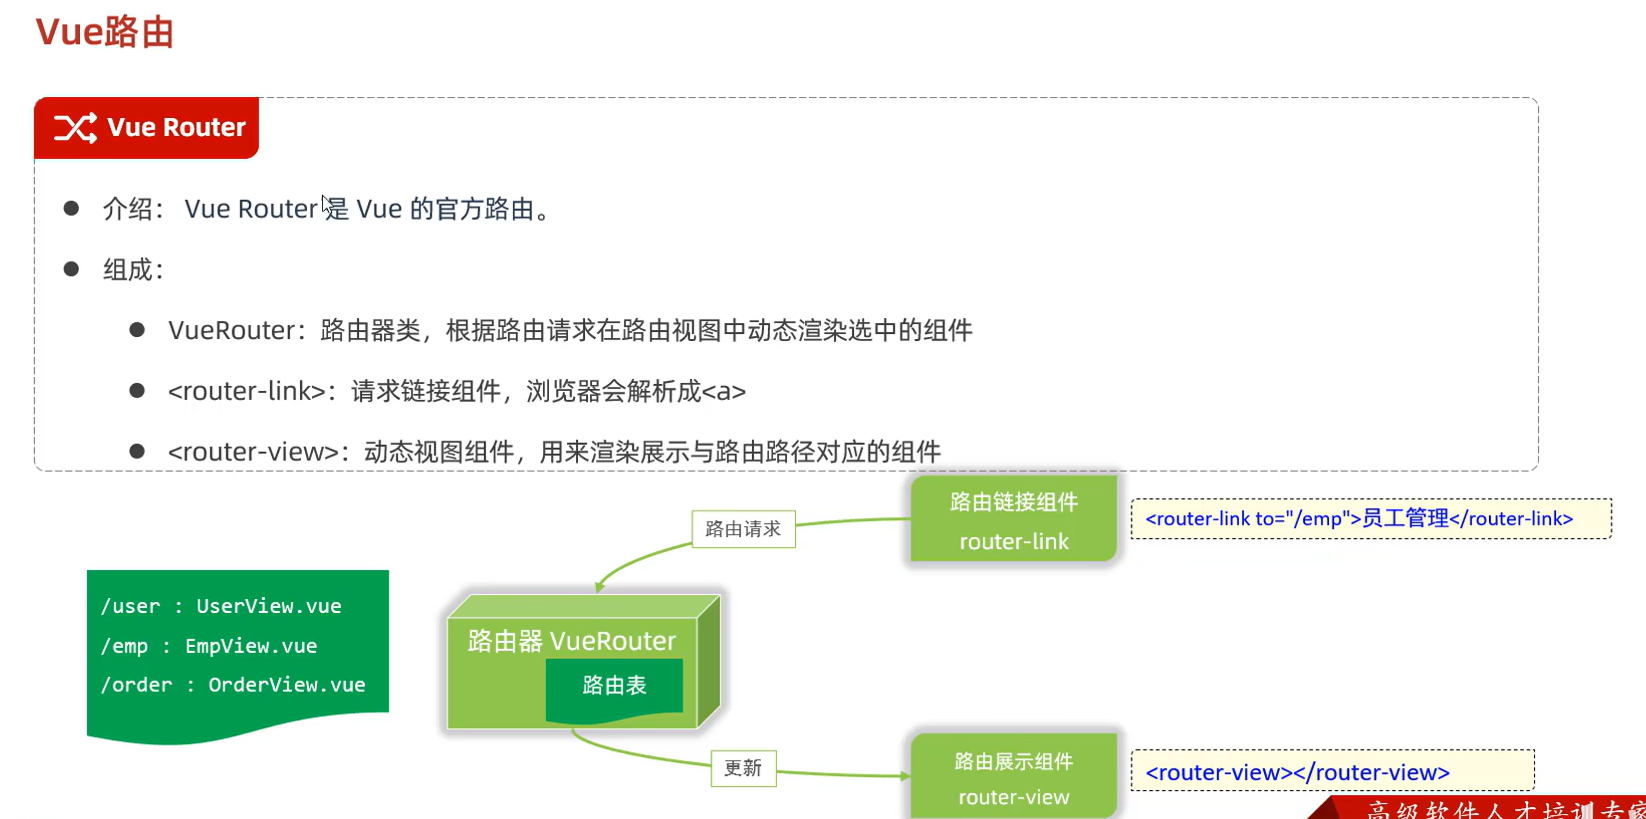 Vue路由
Vue Router
介绍： Vue Router 是 Vue 的官方路由。
组成：
VueRouter：路由器类，根据路由请求在路由视图中动态渲染选中的组件
<router-link>：请求链接组件，浏览器会解析成<a>
<router-view>：动态视图组件，用来渲染展示与路由路径对应的组件
路由链接组件
router-link
<router-link to="/emp">员工管理</router-link>
路由请求
/user : UserView.vue
/emp : EmpView.vue
/order : OrderView.vue
路由器 VueRouter
路由表
更新
路由展示组件
router-view
<router-view></router-view>
高级软件人才培训专家